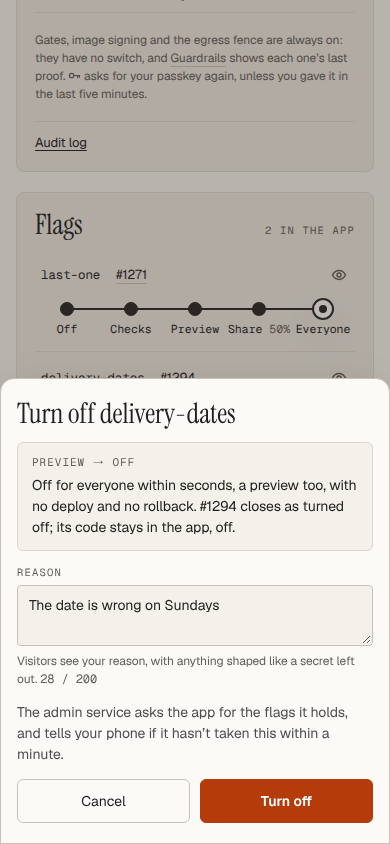 Gates, image signing and the egress fence are always on:
they have no switch, and Guardrails shows each one's last
proof. asks for your passkey again, unless you gave it in
the last five minutes.
Audit log
Flags
2 IN THE APP
last-one #1271
Off Checks Preview Share 50% Everyone
delivery-dates #1294
Turn off delivery-dates
PREVIEW → OFF
Off for everyone within seconds, a preview too, with
no deploy and no rollback. #1294 closes as turned
off; its code stays in the app, off.
REASON
The date is wrong on Sundays
Visitors see your reason, with anything shaped like a secret left
out. 28 / 200
The admin service asks the app for the flags it holds,
and tells your phone if it hasn't taken this within a
minute.
Cancel
Turn off